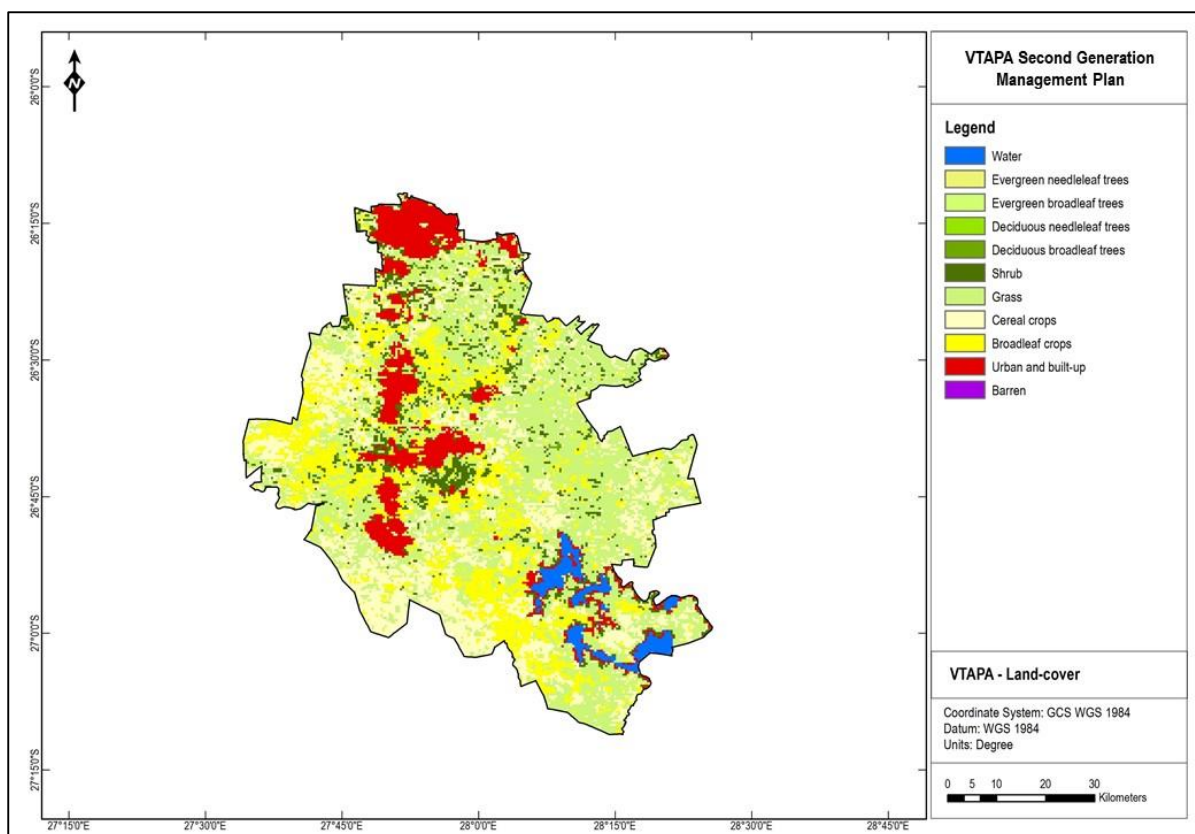 VTAPA Second Generation
Management Plan
Legend
Water
Evergreen needleleaf trees
Evergreen broadleaf trees
Deciduous needleleaf trees
Deciduous broadleaf trees
Shrub
Grass
Cereal crops
Broadleaf crops
Urban and built-up
Barren
VTAPA - Land-cover
Coordinate System: GCS WGS 1984
Datum: WGS 1984
Units: Degree
0 5 10 20 30
Kilometers
N
26°0'0"S
26°15'0"S
26°30'0"S
26°45'0"S
27°0'0"S
27°15'0"S
27°15'0"E 27°30'0"E 27°45'0"E 28°0'0"E 28°15'0"E 28°30'0"E 28°45'0"E